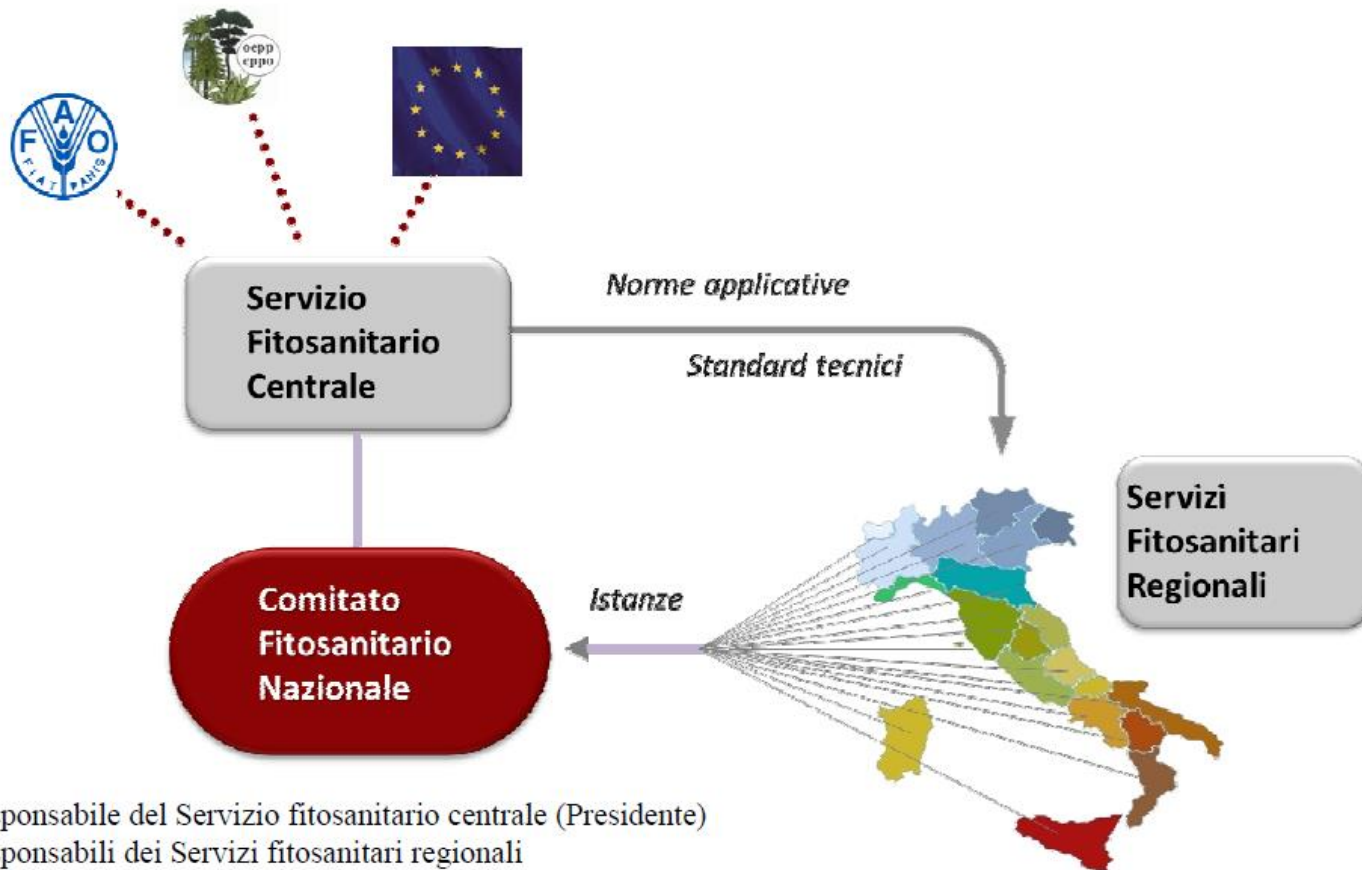 oepp
eppo
F A O
FIAT PANIS
Servizio
Fitosanitario
Centrale
Norme applicative
Standard tecnici
Servizi
Fitosanitari
Regionali
Comitato
Fitosanitario
Nazionale
Istanze
ponsabile del Servizio fitosanitario centrale (Presidente)
ponsabili dei Servizi fitosanitari regionali